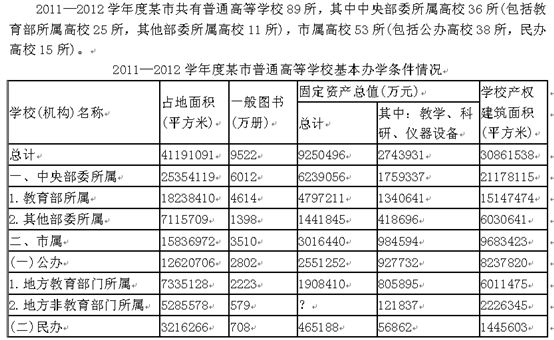 2011—2012 学年度某市共有普通高等学校 89 所，其中中央部委所属高校 36 所(包括教
育部所属高校 25 所，其他部委所属高校 11 所)，市属高校 53 所(包括公办高校 38 所，民办
高校 15 所)。
2011—2012 学年度某市普通高等学校基本办学条件情况
学校(机构)名称 占地面积(平方米) 一般图书(万册) 固定资产总值(万元) 学校产权建筑面积(平方米)
总计 其中：教学、科研、仪器设备
总计 41191091 9522 9250496 2743931 30861538
一、中央部委所属 25354119 6012 6239056 1759337 21178115
1.教育部所属 18238410 4614 4797211 1340641 15147474
2.其他部委所属 7115709 1398 1441845 418696 6030641
二、市属 15836972 3510 3016440 984594 9683423
(一)公办 12620706 2802 2551252 927732 8237820
1.地方教育部门所属 7335128 2223 1908410 805895 6011475
2.地方非教育部门所属 5285578 579 ？ 121837 2226345
(二)民办 3216266 708 465188 56862 1445603